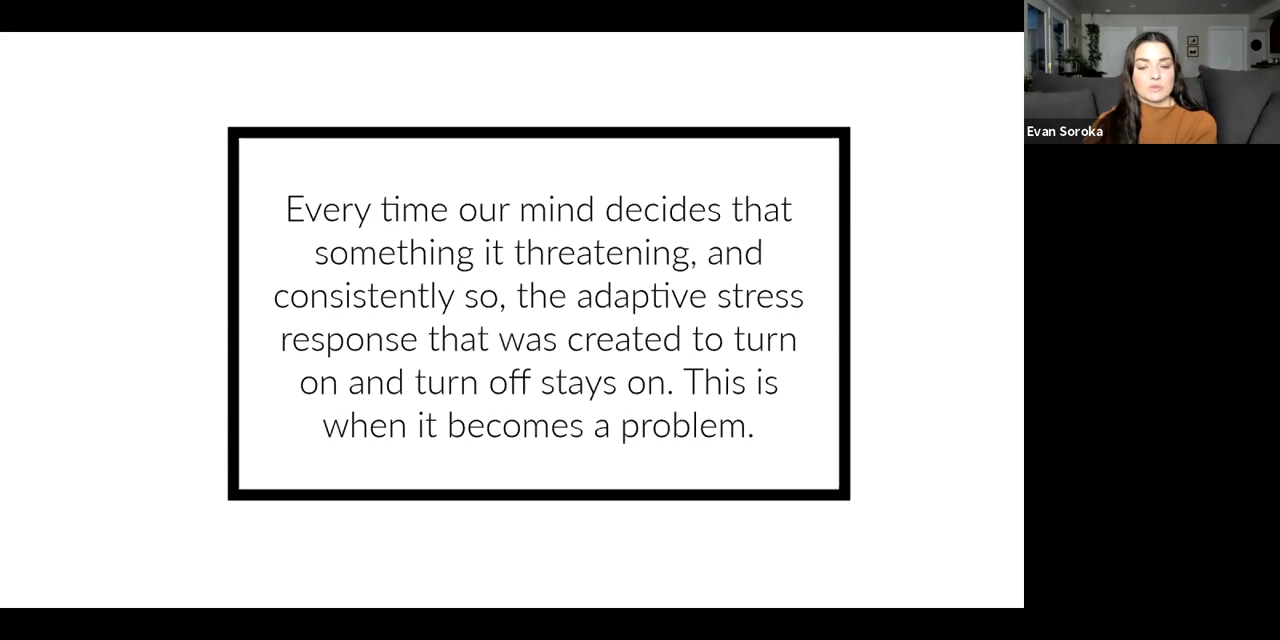 Every time our mind decides that
something it threatening, and
consistently so, the adaptive stress
response that was created to turn
on and turn off stays on. This is
when it becomes a problem.
Evan Soroka